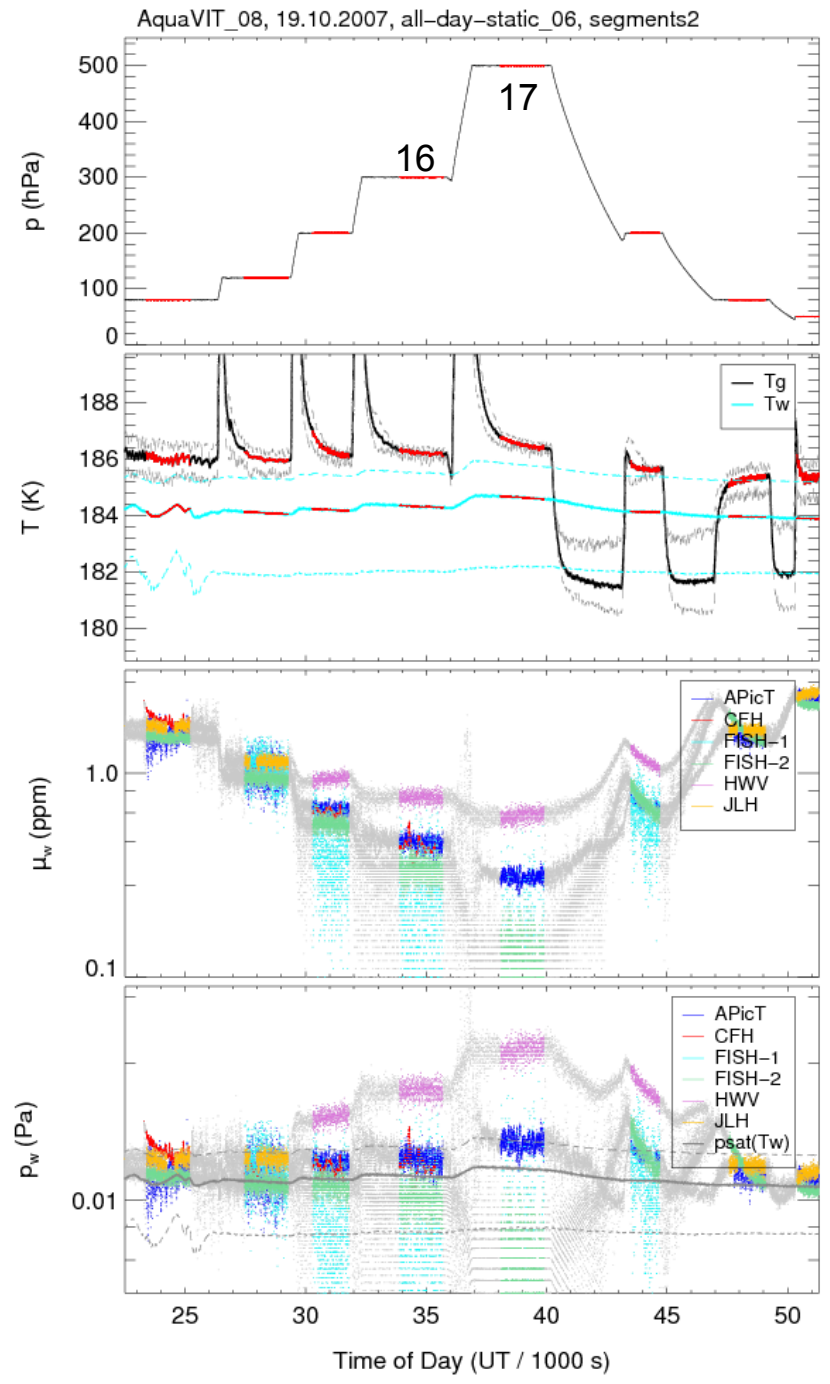 AquaVIT_08, 19.10.2007, all-day-static_06, segments2
p (hPa)
500
400
300
200
100
0
16
17
T (K)
188
186
184
182
180
Tg
Tw
μw (ppm)
1.0
0.1
APicT
CFH
FISH-1
FISH-2
HWV
JLH
pw (Pa)
0.01
APicT
CFH
FISH-1
FISH-2
HWV
JLH
psat(Tw)
25 30 35 40 45 50
Time of Day (UT / 1000 s)